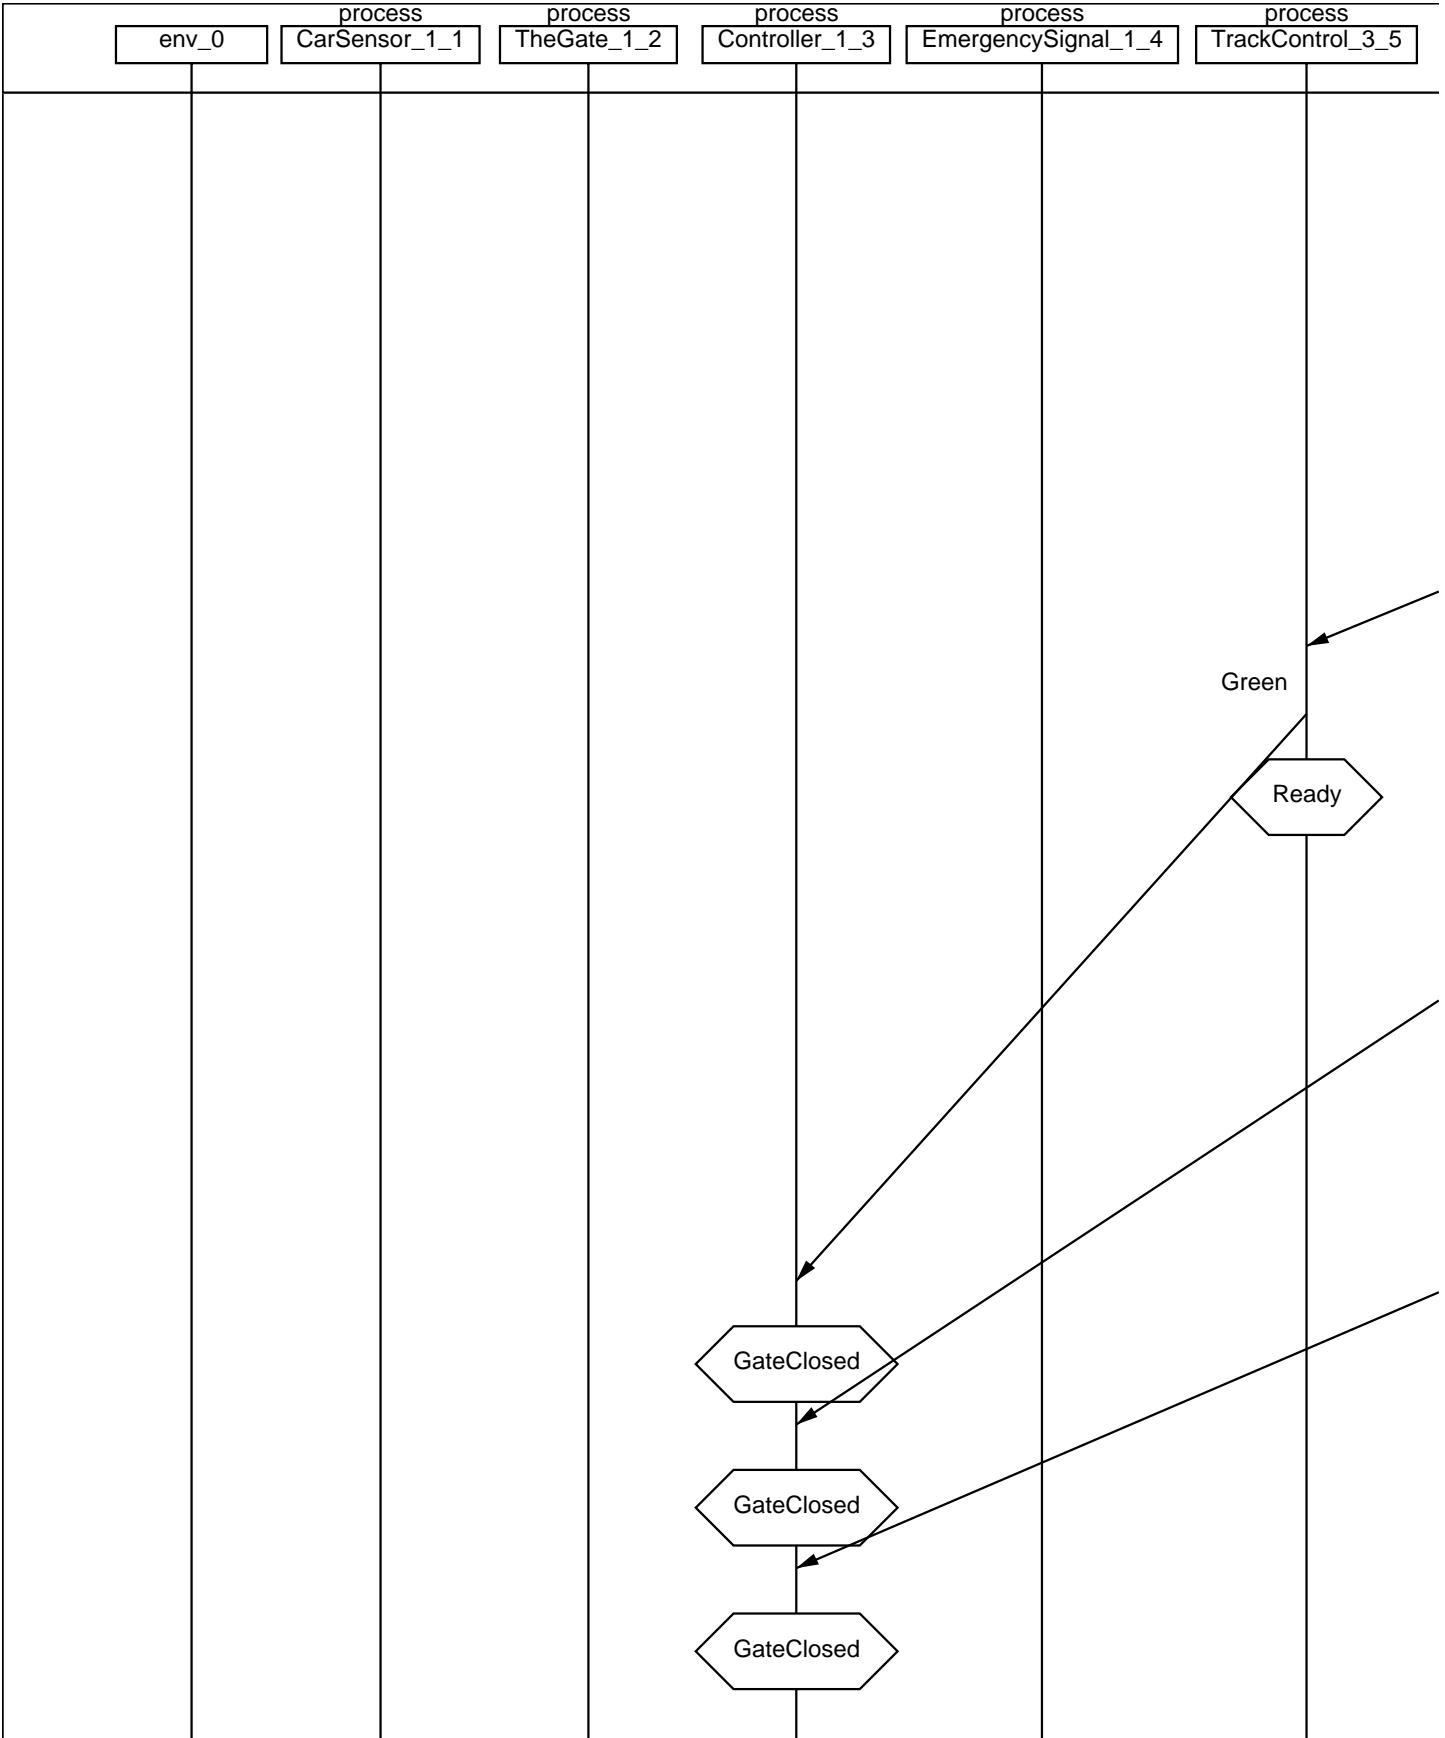 process process process process process
env_0 CarSensor_1_1 TheGate_1_2 Controller_1_3 EmergencySignal_1_4 TrackControl_3_5
Green
Ready
GateClosed
GateClosed
GateClosed